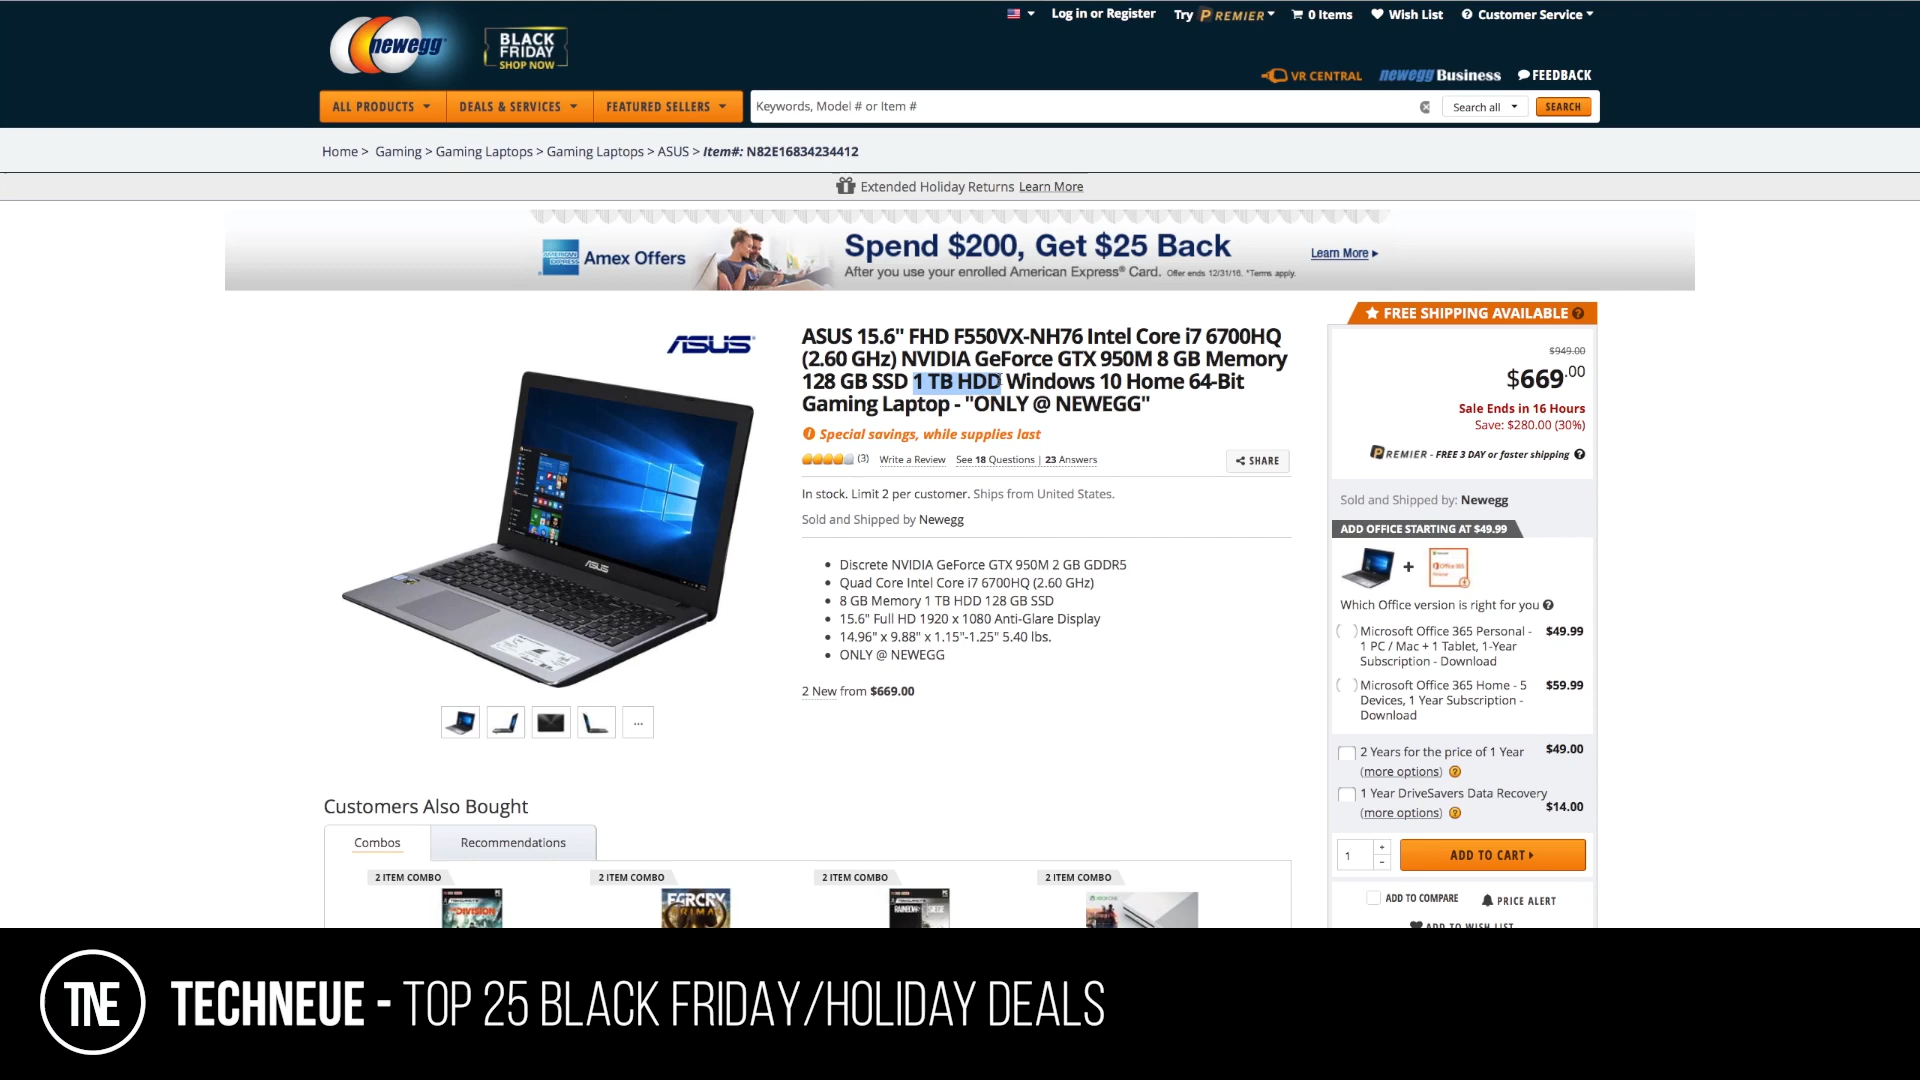 Log in or Register
Try PREMIER
0 Items
Wish List
Customer Service
newegg
BLACK
FRIDAY
SHOP NOW
VR CENTRAL
newegg Business
FEEDBACK
ALL PRODUCTS
DEALS & SERVICES
FEATURED SELLERS
Keywords, Model # or Item #
Search all
SEARCH
Home > Gaming > Gaming Laptops > Gaming Laptops > ASUS > Item#: N82E16834234412
Extended Holiday Returns Learn More
AMERICAN EXPRESS
Amex Offers
Spend $200, Get $25 Back
After you use your enrolled American Express® Card. Offer ends 12/31/16. *Terms apply.
Learn More
ASUS
ASUS 15.6" FHD F550VX-NH76 Intel Core i7 6700HQ
(2.60 GHz) NVIDIA GeForce GTX 950M 8 GB Memory
128 GB SSD 1 TB HDD Windows 10 Home 64-Bit
Gaming Laptop - "ONLY @ NEWEGG"
Special savings, while supplies last
(3) Write a Review See 18 Questions | 23 Answers
SHARE
In stock. Limit 2 per customer. Ships from United States.
Sold and Shipped by Newegg
Discrete NVIDIA GeForce GTX 950M 2 GB GDDR5
Quad Core Intel Core i7 6700HQ (2.60 GHz)
8 GB Memory 1 TB HDD 128 GB SSD
15.6" Full HD 1920 x 1080 Anti-Glare Display
14.96" x 9.88" x 1.15"-1.25" 5.40 lbs.
ONLY @ NEWEGG
2 New from $669.00
ASUS
...
FREE SHIPPING AVAILABLE
$949.00
$669.00
Sale Ends in 16 Hours
Save: $280.00 (30%)
PREMIER - FREE 3 DAY or faster shipping
Sold and Shipped by: Newegg
ADD OFFICE STARTING AT $49.99
+
Office 365
Which Office version is right for you
Microsoft Office 365 Personal - $49.99
1 PC / Mac + 1 Tablet, 1-Year
Subscription - Download
Microsoft Office 365 Home - 5 $59.99
Devices, 1 Year Subscription -
Download
2 Years for the price of 1 Year $49.00
(more options)
1 Year DriveSavers Data Recovery
(more options) $14.00
1
+
-
ADD TO CART
ADD TO COMPARE
PRICE ALERT
ADD TO WISH LIST
Customers Also Bought
Combos
Recommendations
2 ITEM COMBO
2 ITEM COMBO
2 ITEM COMBO
2 ITEM COMBO
DIVISION
FARCRY
PRIMAL
RAINBOW SIEGE
TNE
TECHNEUE - TOP 25 BLACK FRIDAY/HOLIDAY DEALS